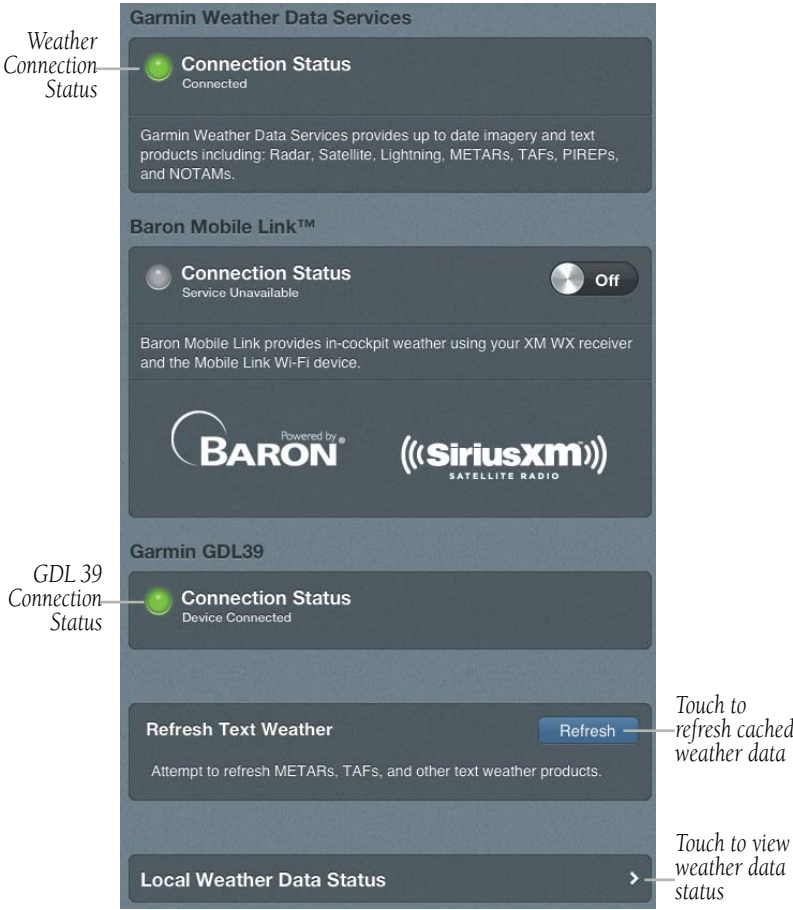 Garmin Weather Data Services
Weather
Connection
Status
Connection Status
Connected
Garmin Weather Data Services provides up to date imagery and text
products including: Radar, Satellite, Lightning, METARs, TAFs, PIREPs,
and NOTAMs.
Baron Mobile Link™
Connection Status
Service Unavailable
Off
Baron Mobile Link provides in-cockpit weather using your XM WX receiver
and the Mobile Link Wi-Fi device.
Powered by
BARON®
(((SiriusXM)))
SATELLITE RADIO
Garmin GDL39
GDL 39
Connection
Status
Connection Status
Device Connected
Refresh Text Weather
Refresh
Attempt to refresh METARs, TAFs, and other text weather products.
Touch to
refresh cached
weather data
Local Weather Data Status
Touch to view
weather data
status